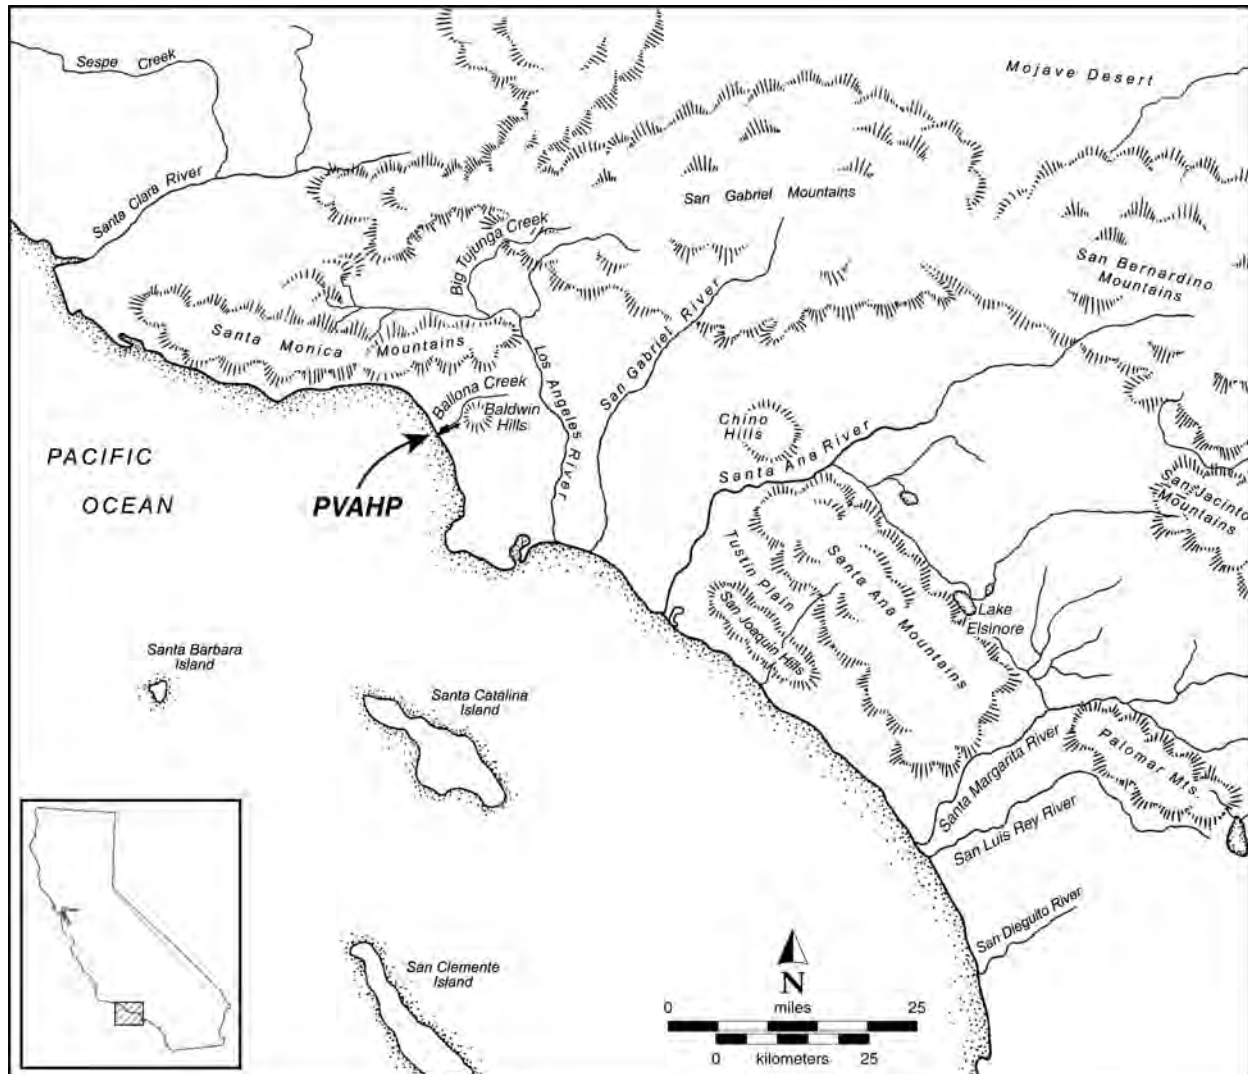 Sespe Creek
Mojave Desert
Santa Clara River
San Gabriel Mountains
Big Tujunga Creek
San Bernardino
Mountains
Santa Monica Mountains
Los Angeles River
San Gabriel River
Ballona Creek
Baldwin
Hills
Chino
Hills
Santa Ana River
PACIFIC
OCEAN
PVAHP
San Jacinto
Mountains
Tustin Plain
Santa Ana Mountains
San Joaquin Hills
Lake
Elsinore
Santa Barbara
Island
Santa Catalina
Island
Santa Margarita River
Palomar Mts.
San Luis Rey River
San Dieguito River
San Clemente
Island
N
0 miles 25
0 kilometers 25